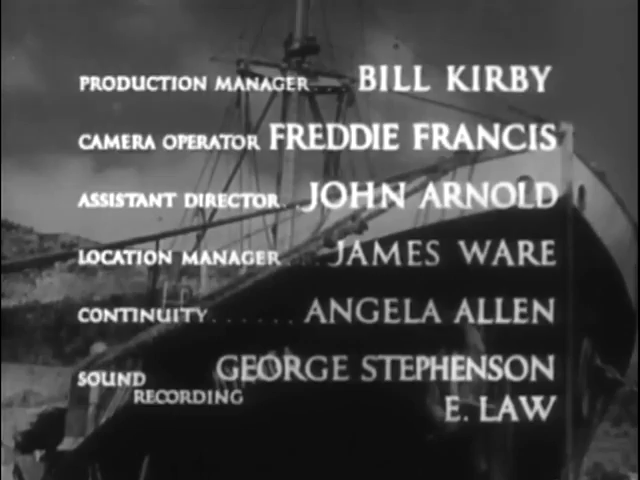 PRODUCTION MANAGER... BILL KIRBY
CAMERA OPERATOR FREDDIE FRANCIS
ASSISTANT DIRECTOR... JOHN ARNOLD
LOCATION MANAGER.... JAMES WARE
CONTINUITY...... ANGELA ALLEN
SOUND RECORDING GEORGE STEPHENSON
E. LAW